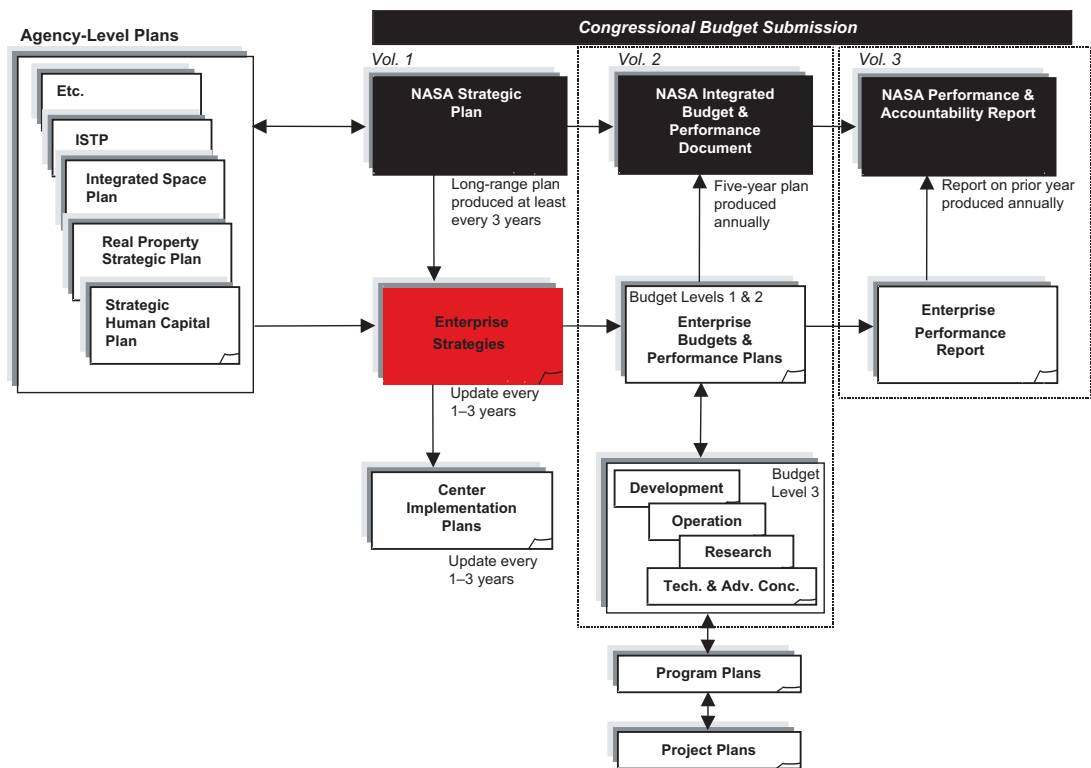 Congressional Budget Submission
Agency-Level Plans
Etc.
ISTP
Integrated Space
Plan
Real Property
Strategic Plan
Strategic
Human Capital
Plan
Vol. 1
NASA Strategic
Plan
Long-range plan
produced at least
every 3 years
Enterprise
Strategies
Update every
1–3 years
Center
Implementation
Plans
Update every
1–3 years
Vol. 2
NASA Integrated
Budget &
Performance
Document
Five-year plan
produced
annually
Budget Levels 1 & 2
Enterprise
Budgets &
Performance Plans
Budget
Level 3
Development
Operation
Research
Tech. & Adv. Conc.
Program Plans
Project Plans
Vol. 3
NASA Performance &
Accountability Report
Report on prior year
produced annually
Enterprise
Performance
Report